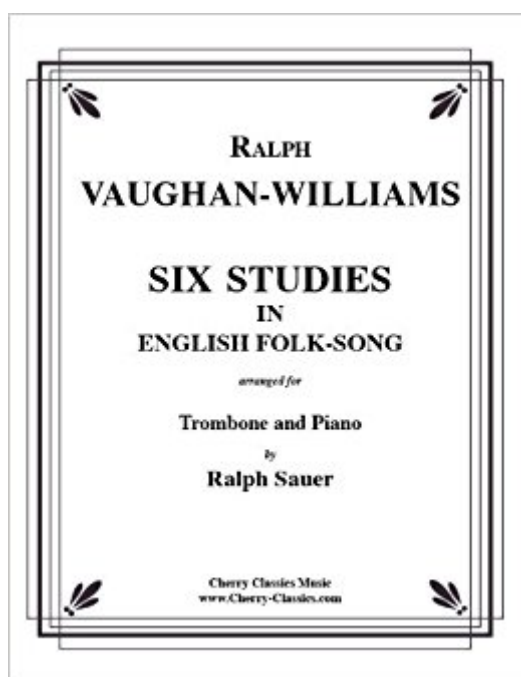 RALPH
VAUGHAN-WILLIAMS
SIX STUDIES
IN
ENGLISH FOLK-SONG
arranged for
Trombone and Piano
by
Ralph Sauer
Cherry Classics Music
www.Cherry-Classics.com